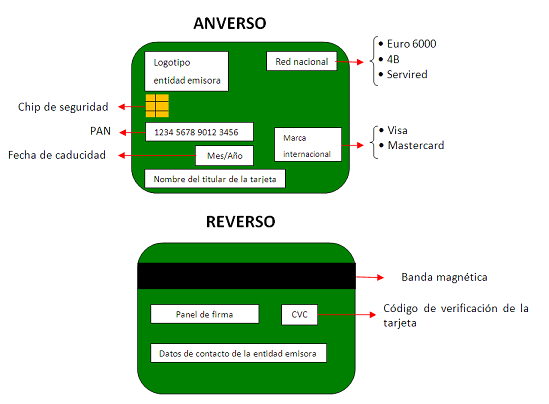 ANVERSO
Logotipo
entidad emisora
Red nacional
• Euro 6000
• 4B
• Servired
Chip de seguridad
PAN
1234 5678 9012 3456
Fecha de caducidad
Mes/Año
Marca
internacional
• Visa
• Mastercard
Nombre del titular de la tarjeta
REVERSO
Banda magnética
Panel de firma
CVC
Código de verificación de la
tarjeta
Datos de contacto de la entidad emisora